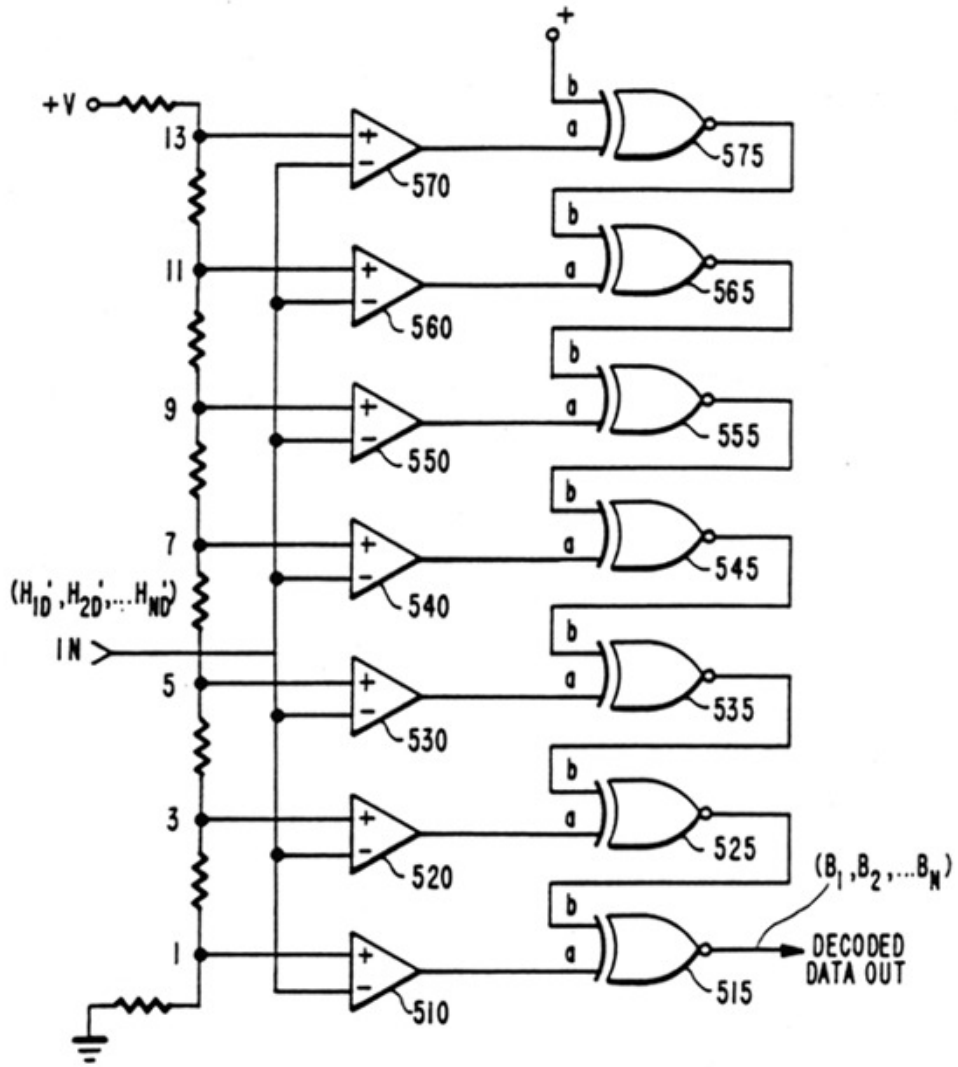 +
b
+V
a
13
+
−
575
570
b
11
+
a
−
565
560
b
9
+
a
−
555
550
b
7
+
a
−
545
540
(H1D', H2D', ...HND')
b
IN
5
+
a
−
535
530
b
3
+
a
−
525
520
(B1, B2, ...BN)
b
1
+
a
DECODED
DATA OUT
−
515
510